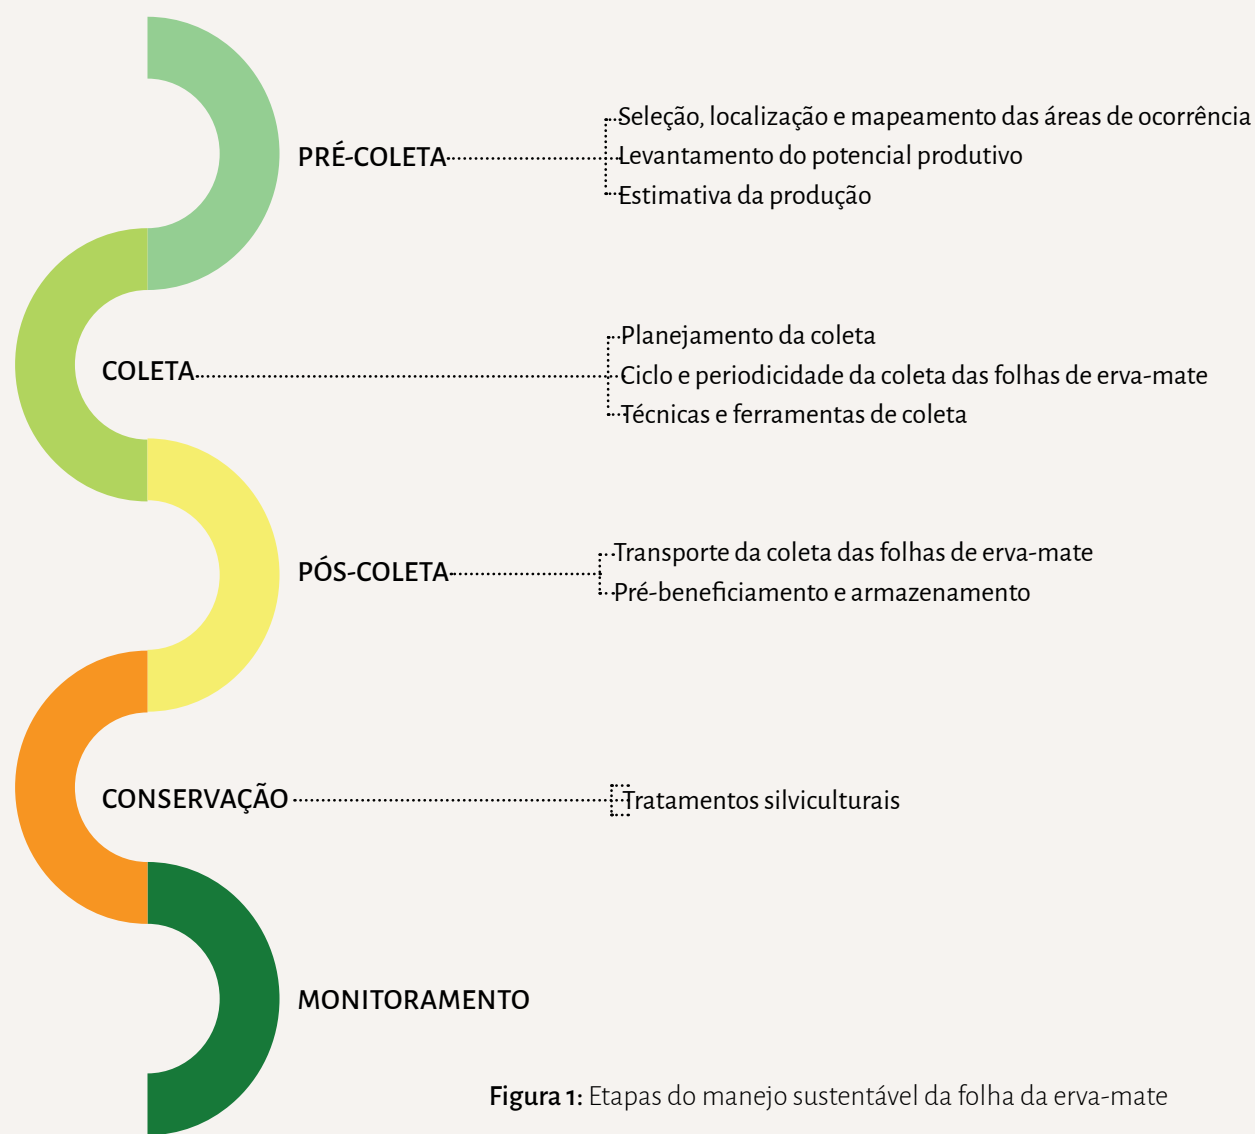 PRÉ-COLETA
Seleção, localização e mapeamento das áreas de ocorrência
Levantamento do potencial produtivo
Estimativa da produção
COLETA
Planejamento da coleta
Ciclo e periodicidade da coleta das folhas de erva-mate
Técnicas e ferramentas de coleta
PÓS-COLETA
Transporte da coleta das folhas de erva-mate
Pré-beneficiamento e armazenamento
CONSERVAÇÃO
Tratamentos silviculturais
MONITORAMENTO
Figura 1: Etapas do manejo sustentável da folha da erva-mate